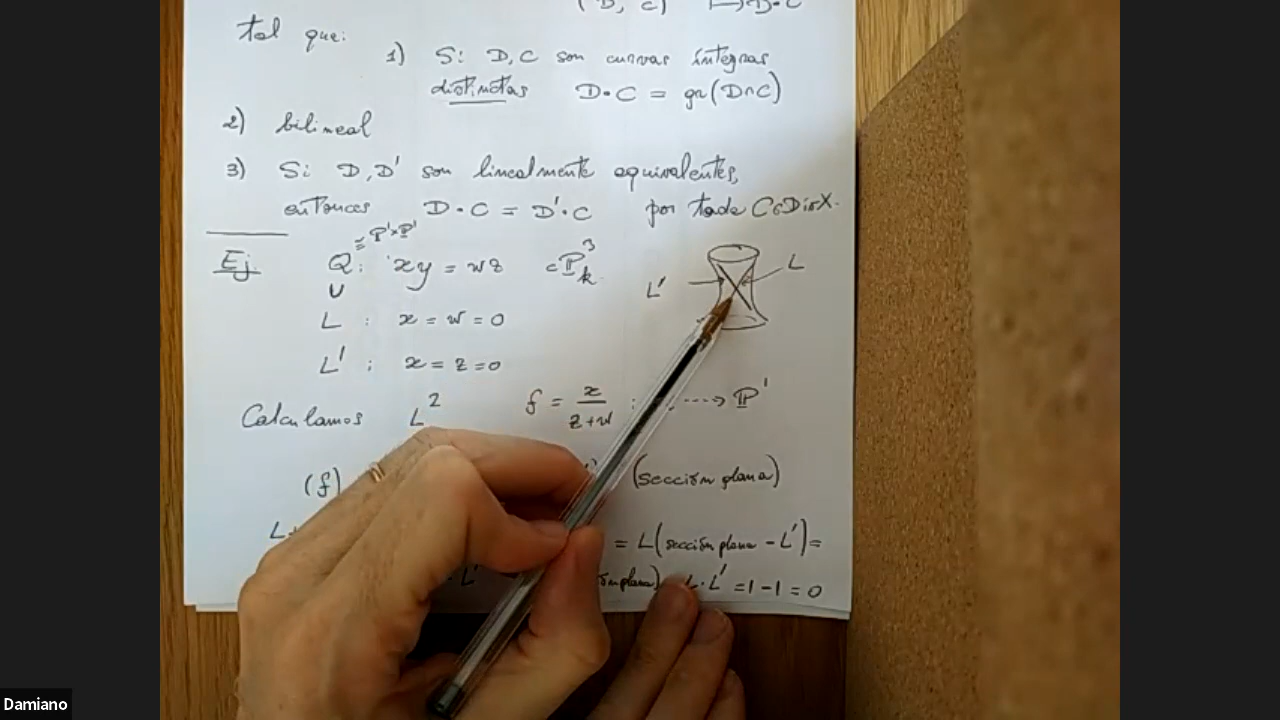 (D, C) ↦ D·C
tal que:
1) Si D, C son curvas íntegras
distintas D·C = gr(D∩C)
2) bilineal
3) Si D, D' son linealmente equivalentes,
entonces D·C = D'·C por toda C∈Div X.
≅ P¹×P¹
Ej Q: xy = wz ⊂ P³ₖ
∪
L : x = w = 0
L' L
L' : x = z = 0
Calculamos L² f = x/(z+w) : ⇢ P¹
(f) (sección plana)
L = L(sección plana - L') =
L' plana) L·L' = 1 - 1 = 0
Damiano